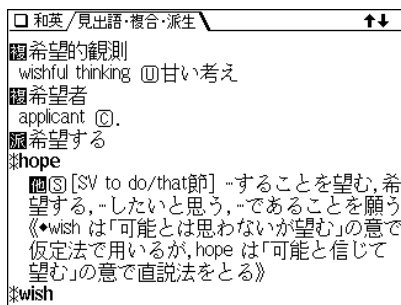 □ 和英/見出語・複合・派生 ↑↓
複希望的観測
wishful thinking Ⓤ甘い考え
複希望者
applicant Ⓒ.
派希望する
*hope
他Ⓢ[SV to do/that節] …することを望む,希
望する,…したいと思う,…であることを願う
《◆wish は「可能とは思わないが望む」の意で
仮定法で用いるが,hope は「可能と信じて
望む」の意で直説法をとる》
*wish